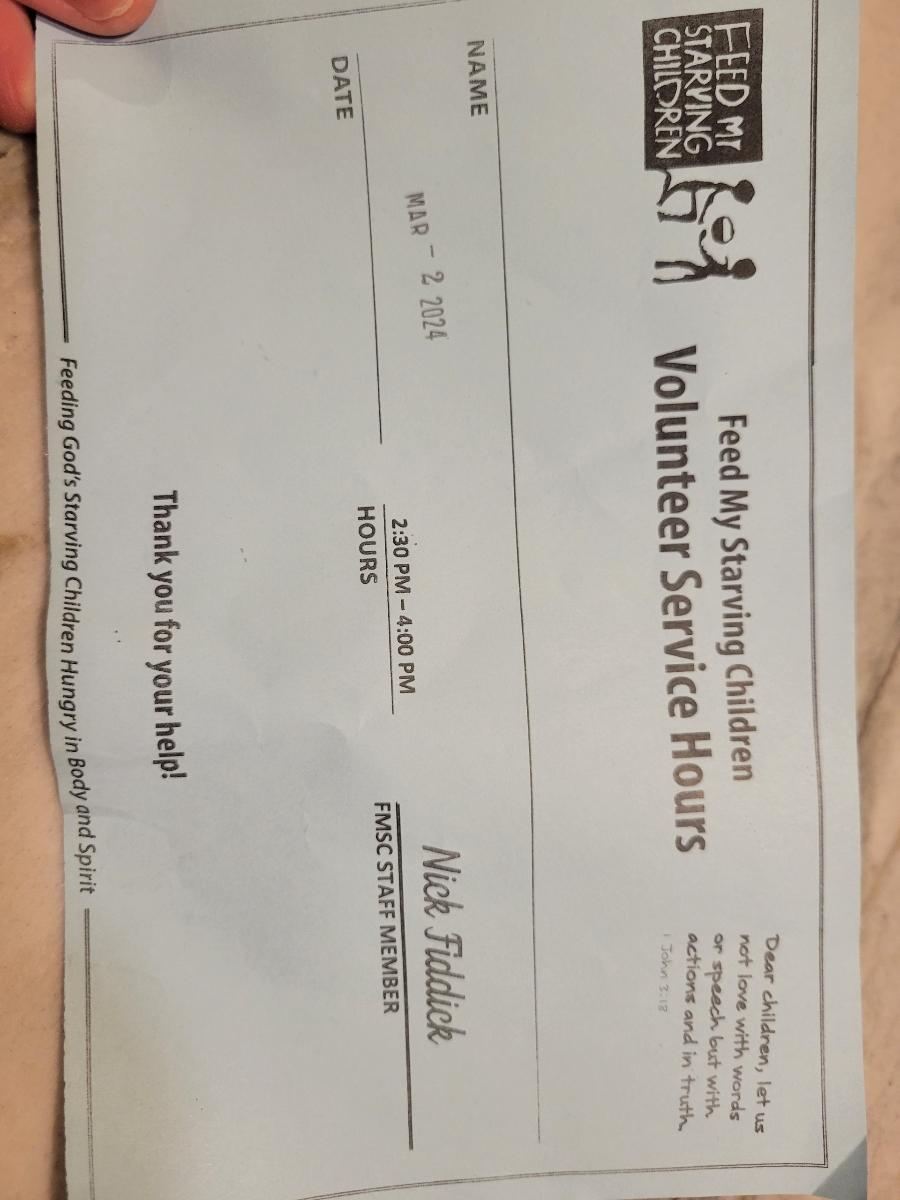 FEED MY
STARVING
CHILDREN
Feed My Starving Children
Volunteer Service Hours
Dear children, let us
not love with words
or speech but with
actions and in truth.
1 John 3:18
NAME
MAR - 2 2024
DATE
2:30 PM – 4:00 PM
HOURS
Nick Fiddick
FMSC STAFF MEMBER
Thank you for your help!
Feeding God's Starving Children Hungry in Body and Spirit